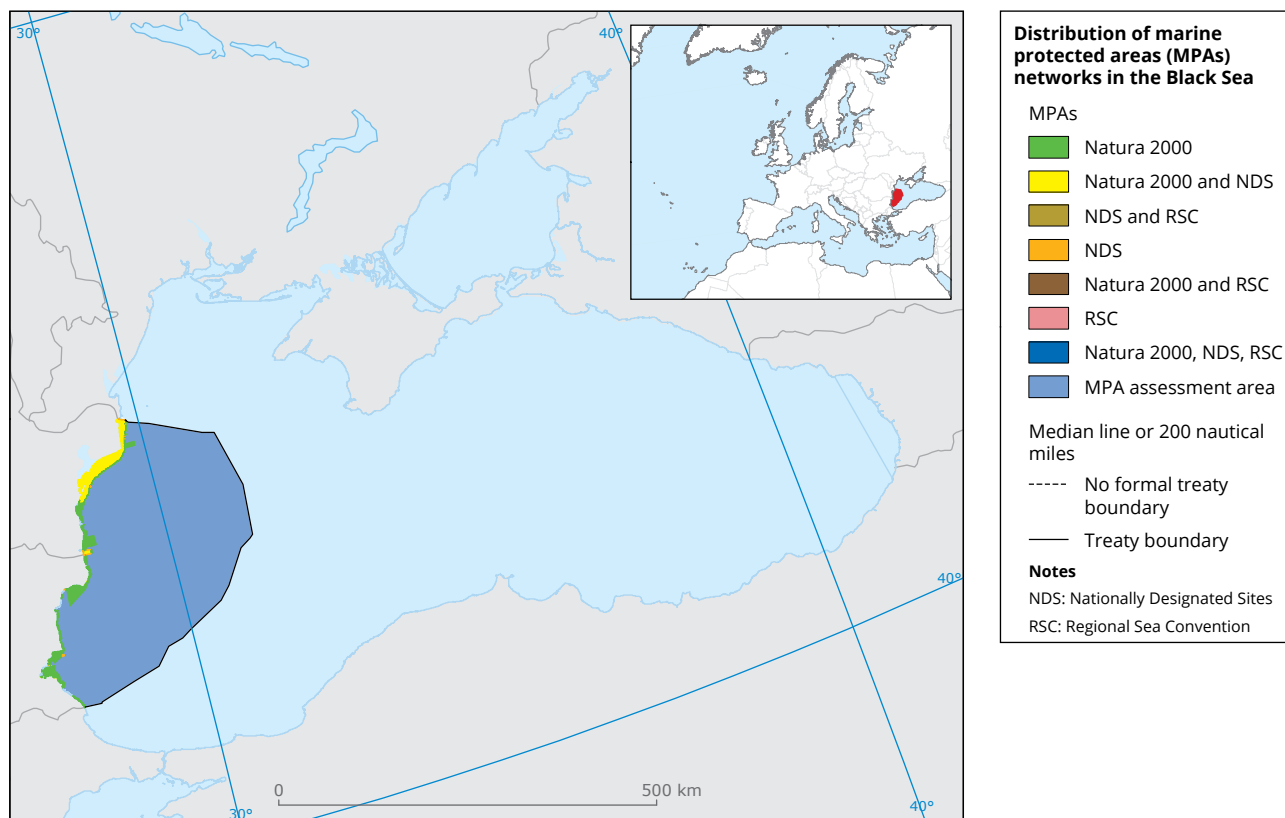 30°
40°
40°
30°
40°
0
500 km
Distribution of marine
protected areas (MPAs)
networks in the Black Sea
MPAs
Natura 2000
Natura 2000 and NDS
NDS and RSC
NDS
Natura 2000 and RSC
RSC
Natura 2000, NDS, RSC
MPA assessment area
Median line or 200 nautical
miles
No formal treaty
boundary
Treaty boundary
Notes
NDS: Nationally Designated Sites
RSC: Regional Sea Convention